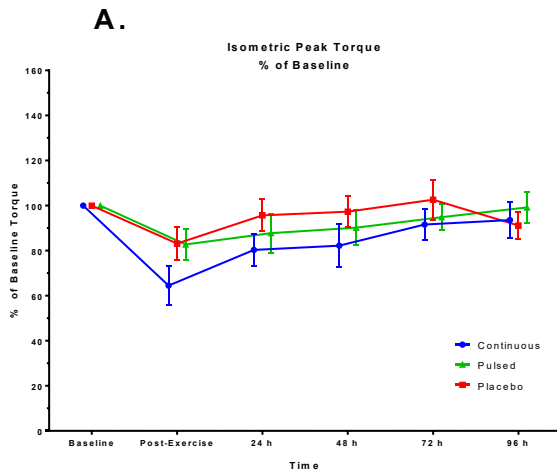 A.
Isometric Peak Torque
% of Baseline
160
140
120
100
80
60
40
20
0
% of Baseline Torque
Baseline
Post-Exercise
24 h
48 h
72 h
96 h
Time
Continuous
Pulsed
Placebo